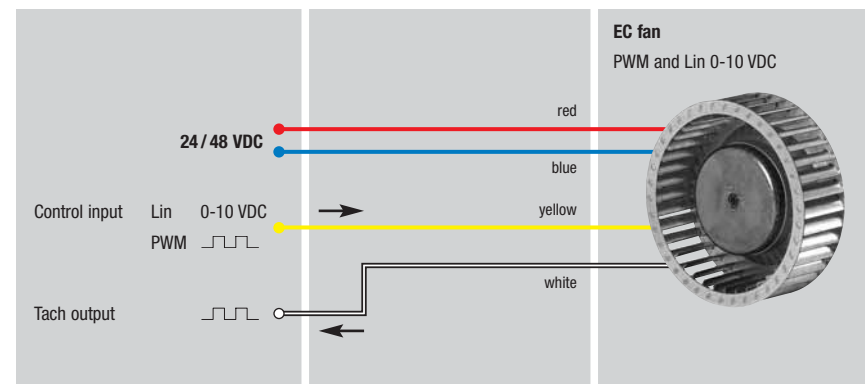 EC fan
PWM and Lin 0-10 VDC
red
24 / 48 VDC
blue
Control input Lin 0-10 VDC
yellow
PWM
white
Tach output